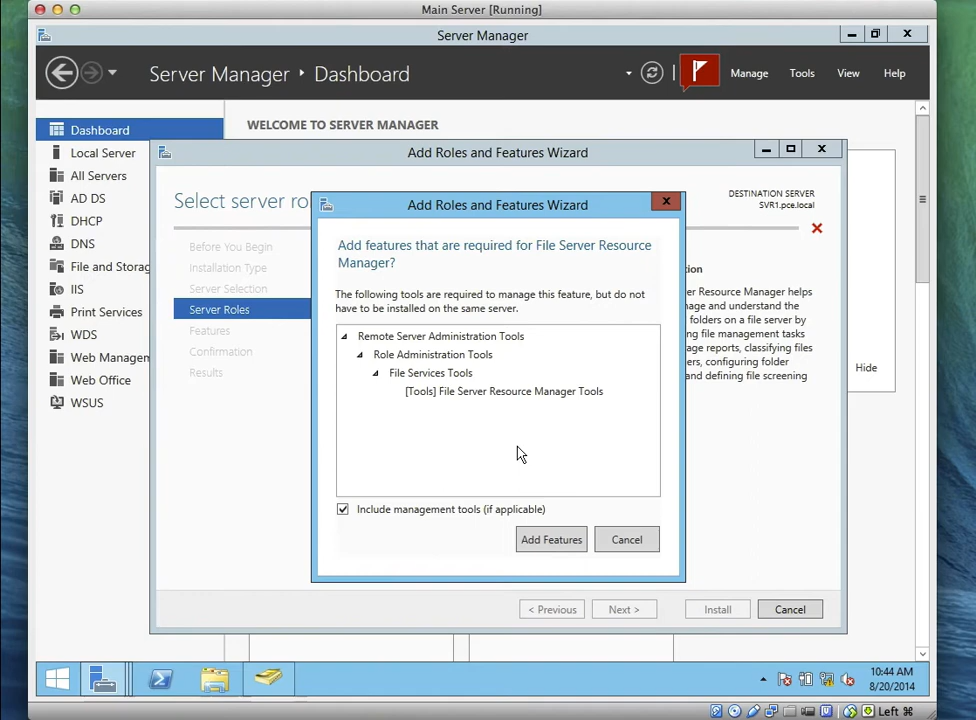 Main Server [Running]
Server Manager
Server Manager • Dashboard
Manage
Tools
View
Help
Dashboard
Local Server
All Servers
AD DS
DHCP
DNS
File and Storag
IIS
Print Services
WDS
Web Managem
Web Office
WSUS
WELCOME TO SERVER MANAGER
Add Roles and Features Wizard
Select server ro
DESTINATION SERVER
SVR1.pce.local
Before You Begin
Installation Type
Server Selection
Server Roles
Features
Confirmation
Results
Add Roles and Features Wizard
Add features that are required for File Server Resource
Manager?
The following tools are required to manage this feature, but do not
have to be installed on the same server.
Remote Server Administration Tools
Role Administration Tools
File Services Tools
[Tools] File Server Resource Manager Tools
Include management tools (if applicable)
Add Features
Cancel
on
er Resource Manager helps
age and understand the
folders on a file server by
ng file management tasks
age reports, classifying files
rs, configuring folder
and defining file screening
Hide
< Previous
Next >
Install
Cancel
10:44 AM
8/20/2014
Left ⌘